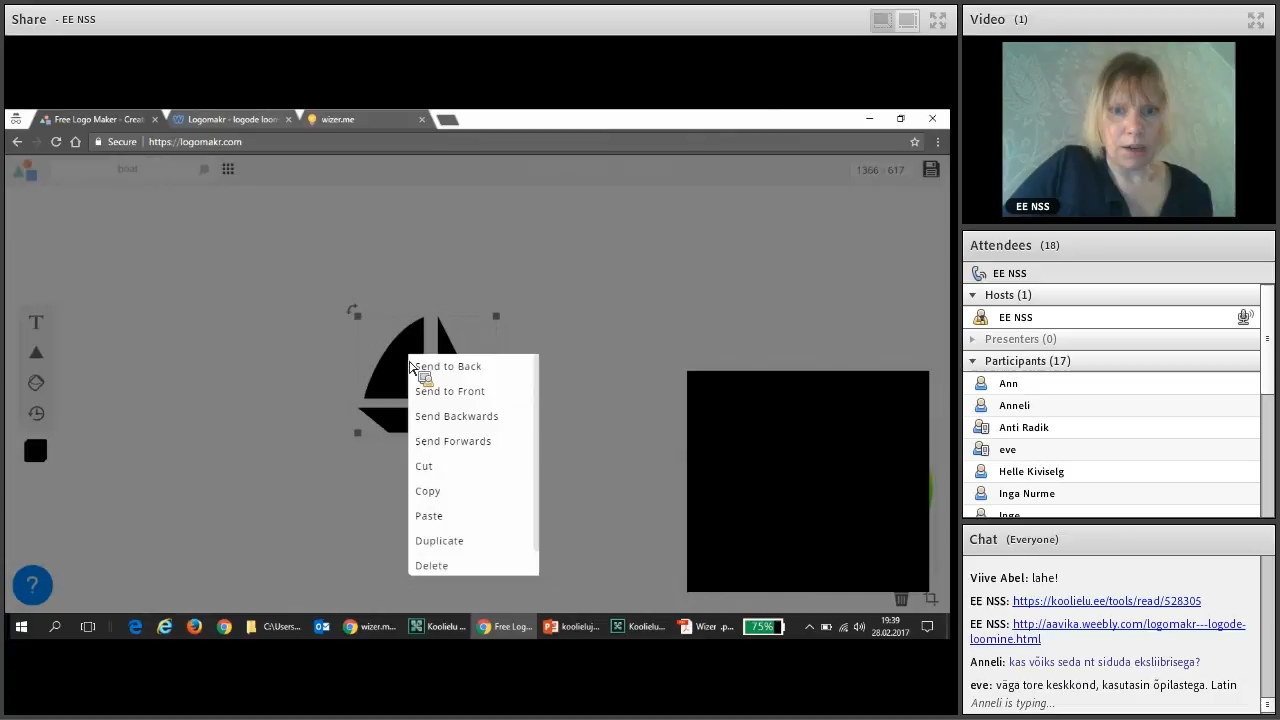 Share - EE NSS
Free Logo Maker - Creat
Logomakr - logode loom
wizer.me
Secure https://logomakr.com
boat
1366 : 617
T
Send to Back
Send to Front
Send Backwards
Send Forwards
Cut
Copy
Paste
Duplicate
Delete
?
C:\Users...
wizer.m...
Koolielu ...
Free Log...
koolieluj...
Koolielu...
Wizer .p...
75%
19:39
28.02.2017
Video (1)
EE NSS
Attendees (18)
EE NSS
Hosts (1)
EE NSS
Presenters (0)
Participants (17)
Ann
Anneli
Anti Radik
eve
Helle Kiviselg
Inga Nurme
Inge
Chat (Everyone)
Viive Abel: lahe!
EE NSS: https://koolielu.ee/tools/read/528305
EE NSS: http://aavika.weebly.com/logomakr---logode-
loomine.html
Anneli: kas võiks seda nt siduda eksliibrisega?
eve: väga tore keskkond, kasutasin õpilastega. Latin
Anneli is typing...